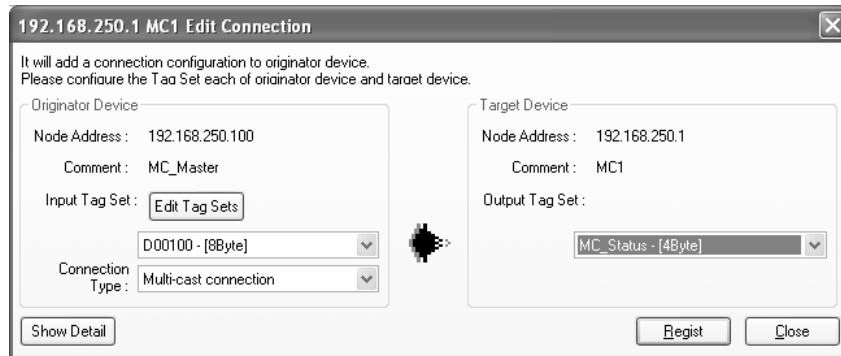 192.168.250.1 MC1 Edit Connection
It will add a connection configuration to originator device.
Please configure the Tag Set each of originator device and target device.
Originator Device
Node Address : 192.168.250.100
Comment : MC_Master
Input Tag Set : Edit Tag Sets
D00100 - [8Byte]
Connection
Type : Multi-cast connection
Target Device
Node Address : 192.168.250.1
Comment : MC1
Output Tag Set :
MC_Status - [4Byte]
Show Detail
Regist
Close